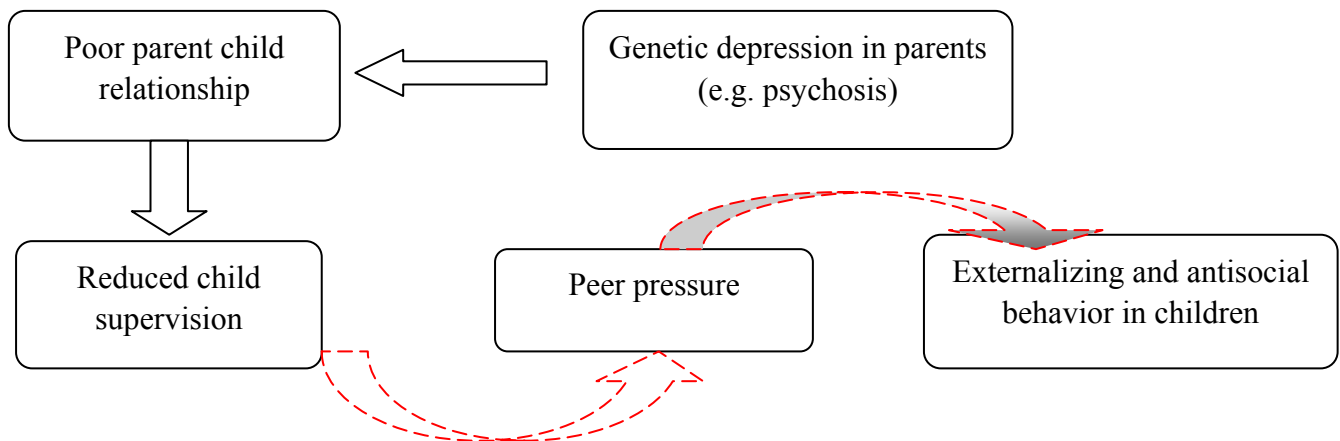 Poor parent child
relationship
Genetic depression in parents
(e.g. psychosis)
Reduced child
supervision
Peer pressure
Externalizing and antisocial
behavior in children